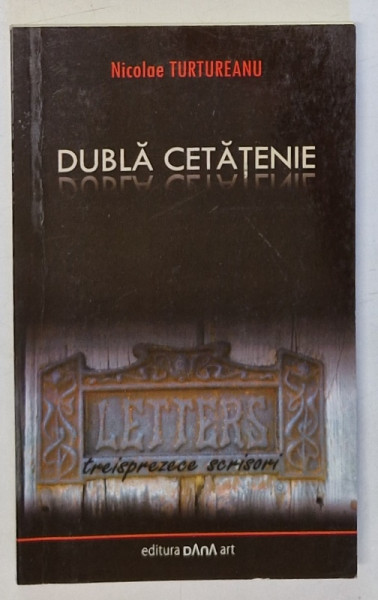 Nicolae TURTUREANU
DUBLĂ CETĂȚENIE
LETTERS
treisprezece scrisori
editura DANA art